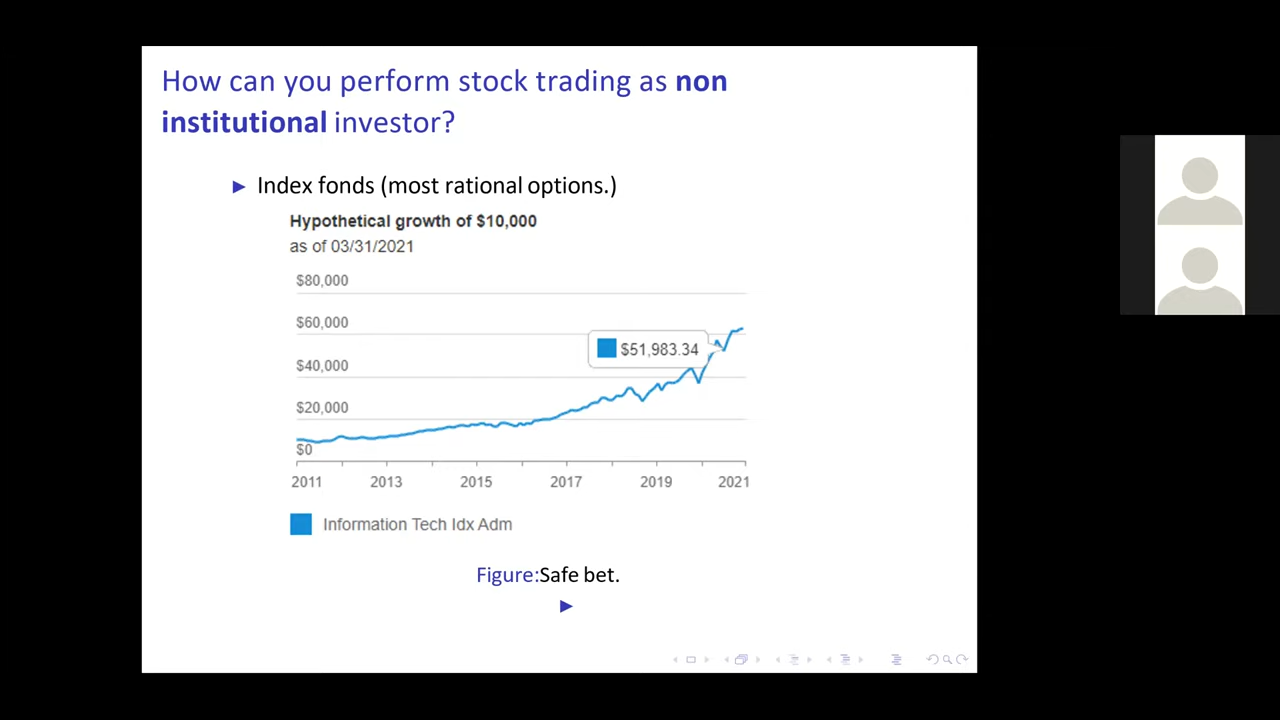 How can you perform stock trading as non
institutional investor?
► Index fonds (most rational options.)
Hypothetical growth of $10,000
as of 03/31/2021
$80,000
$60,000
$51,983.34
$40,000
$20,000
$0
2011 2013 2015 2017 2019 2021
Information Tech Idx Adm
Figure:Safe bet.
►